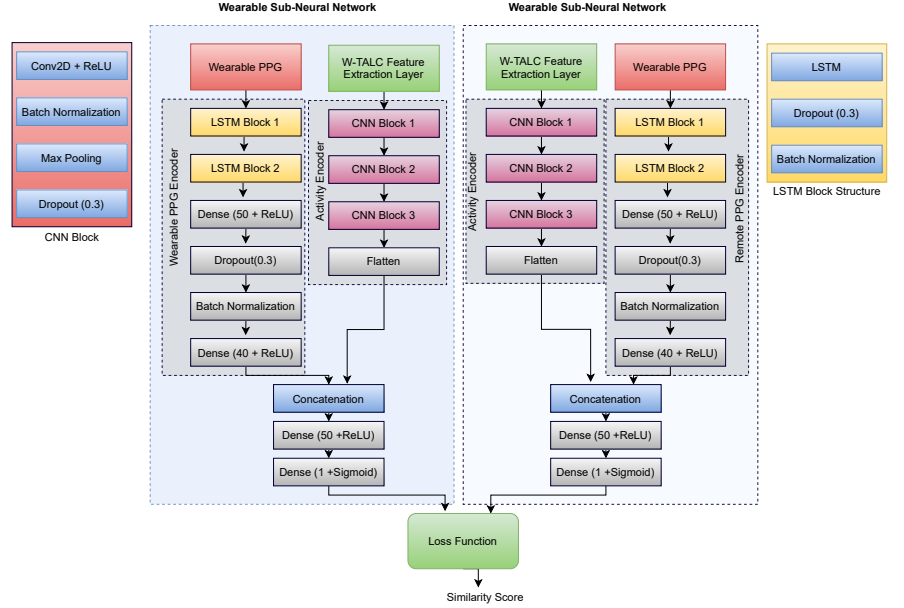 Wearable Sub-Neural Network
Wearable Sub-Neural Network
Conv2D + ReLU
Batch Normalization
Max Pooling
Dropout (0.3)
CNN Block
Wearable PPG
W-TALC Feature
Extraction Layer
Wearable PPG Encoder
LSTM Block 1
LSTM Block 2
Dense (50 + ReLU)
Dropout(0.3)
Batch Normalization
Dense (40 + ReLU)
Activity Encoder
CNN Block 1
CNN Block 2
CNN Block 3
Flatten
Concatenation
Dense (50 +ReLU)
Dense (1 +Sigmoid)
W-TALC Feature
Extraction Layer
Wearable PPG
Activity Encoder
CNN Block 1
CNN Block 2
CNN Block 3
Flatten
LSTM Block 1
LSTM Block 2
Dense (50 + ReLU)
Dropout(0.3)
Batch Normalization
Dense (40 + ReLU)
Remote PPG Encoder
Concatenation
Dense (50 +ReLU)
Dense (1 +Sigmoid)
LSTM
Dropout (0.3)
Batch Normalization
LSTM Block Structure
Loss Function
Similarity Score